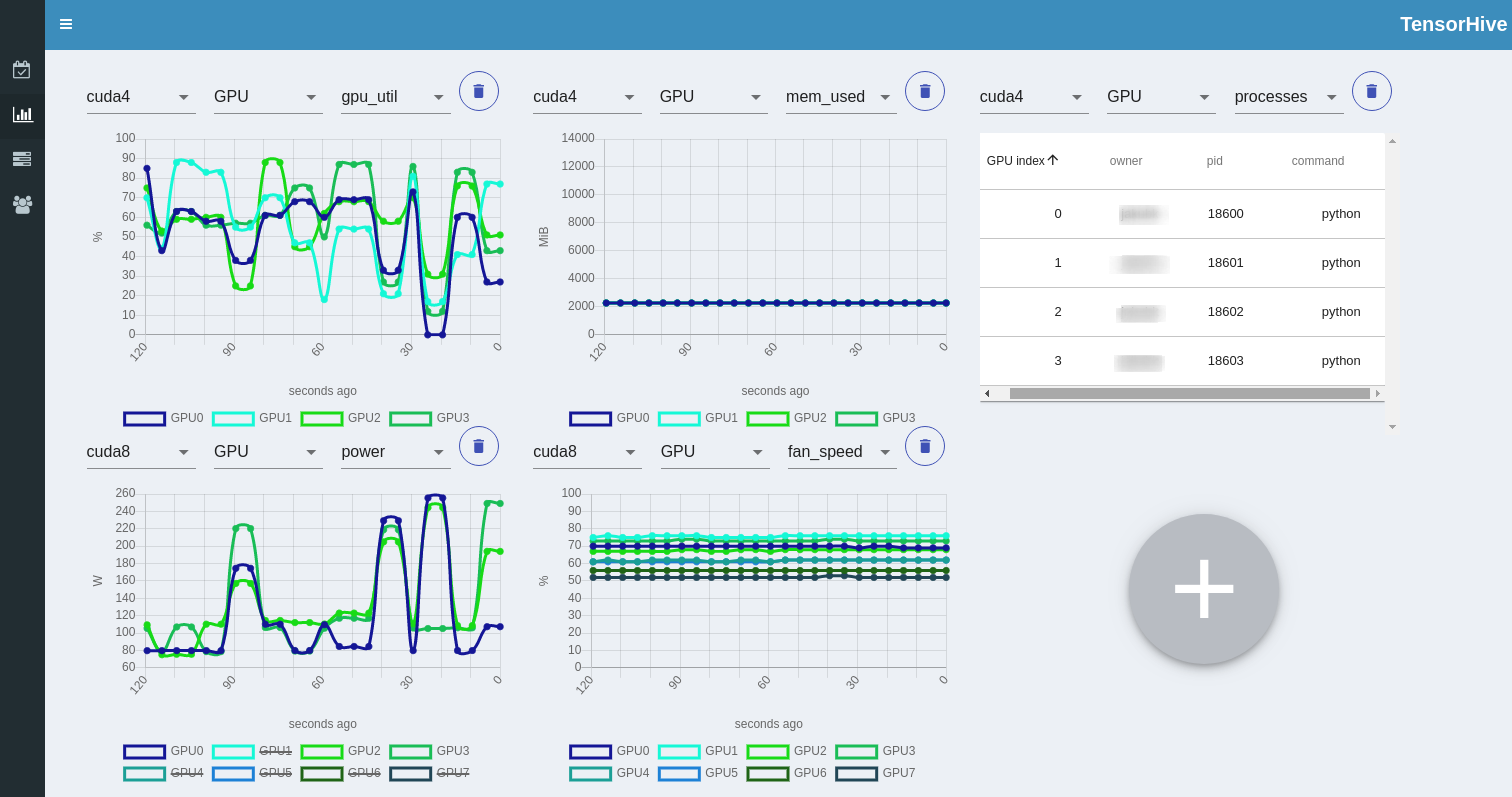 TensorHive
cuda4 GPU gpu_util
100
90
80
70
60
50
40
30
20
10
0
%
120 90 60 30 0
seconds ago
GPU0 GPU1 GPU2 GPU3
cuda4 GPU mem_used
14000
12000
10000
8000
6000
4000
2000
0
MiB
120 90 60 30 0
seconds ago
GPU0 GPU1 GPU2 GPU3
cuda4 GPU processes
GPU index owner pid command
0 18600 python
1 18601 python
2 18602 python
3 18603 python
cuda8 GPU power
260
240
220
200
180
160
140
120
100
80
60
W
120 90 60 30 0
seconds ago
GPU0 GPU1 GPU2 GPU3
GPU4 GPU5 GPU6 GPU7
cuda8 GPU fan_speed
100
90
80
70
60
50
40
30
20
10
0
%
120 90 60 30 0
seconds ago
GPU0 GPU1 GPU2 GPU3
GPU4 GPU5 GPU6 GPU7